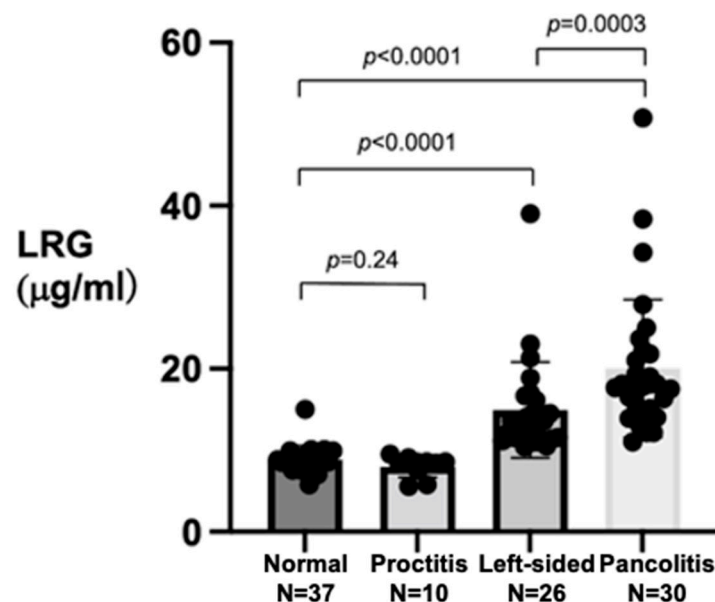 60
p=0.0003
p<0.0001
p<0.0001
40
LRG
(μg/ml)
p=0.24
20
0
Normal Proctitis Left-sided Pancolitis
N=37 N=10 N=26 N=30